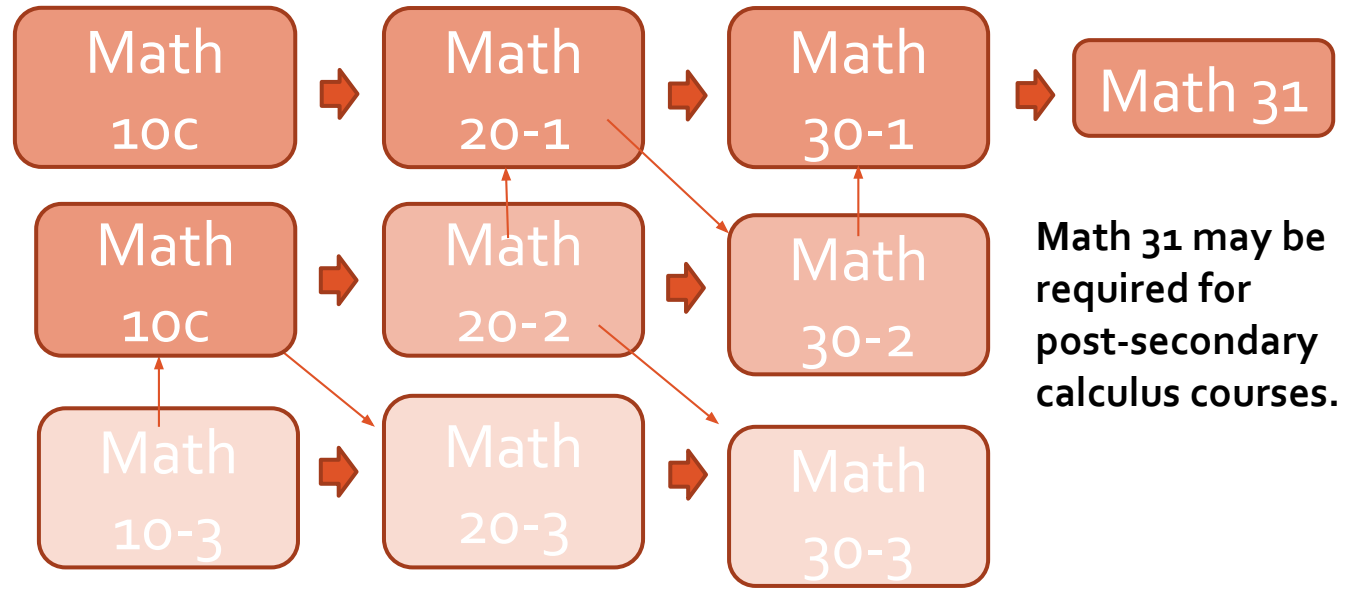 Math
10C
Math
20-1
Math
30-1
Math 31
Math
10C
Math
20-2
Math
30-2
Math 31 may be
required for
post-secondary
calculus courses.
Math
10-3
Math
20-3
Math
30-3